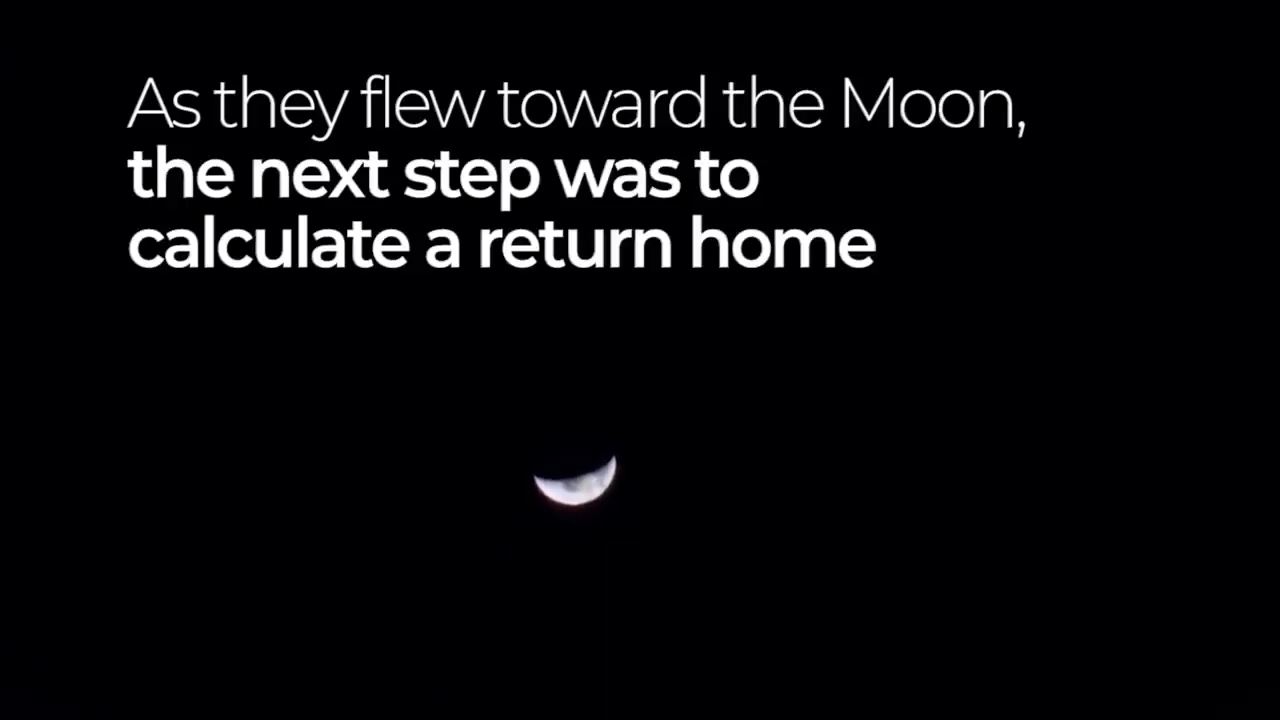 As they flew toward the Moon,
the next step was to
calculate a return home